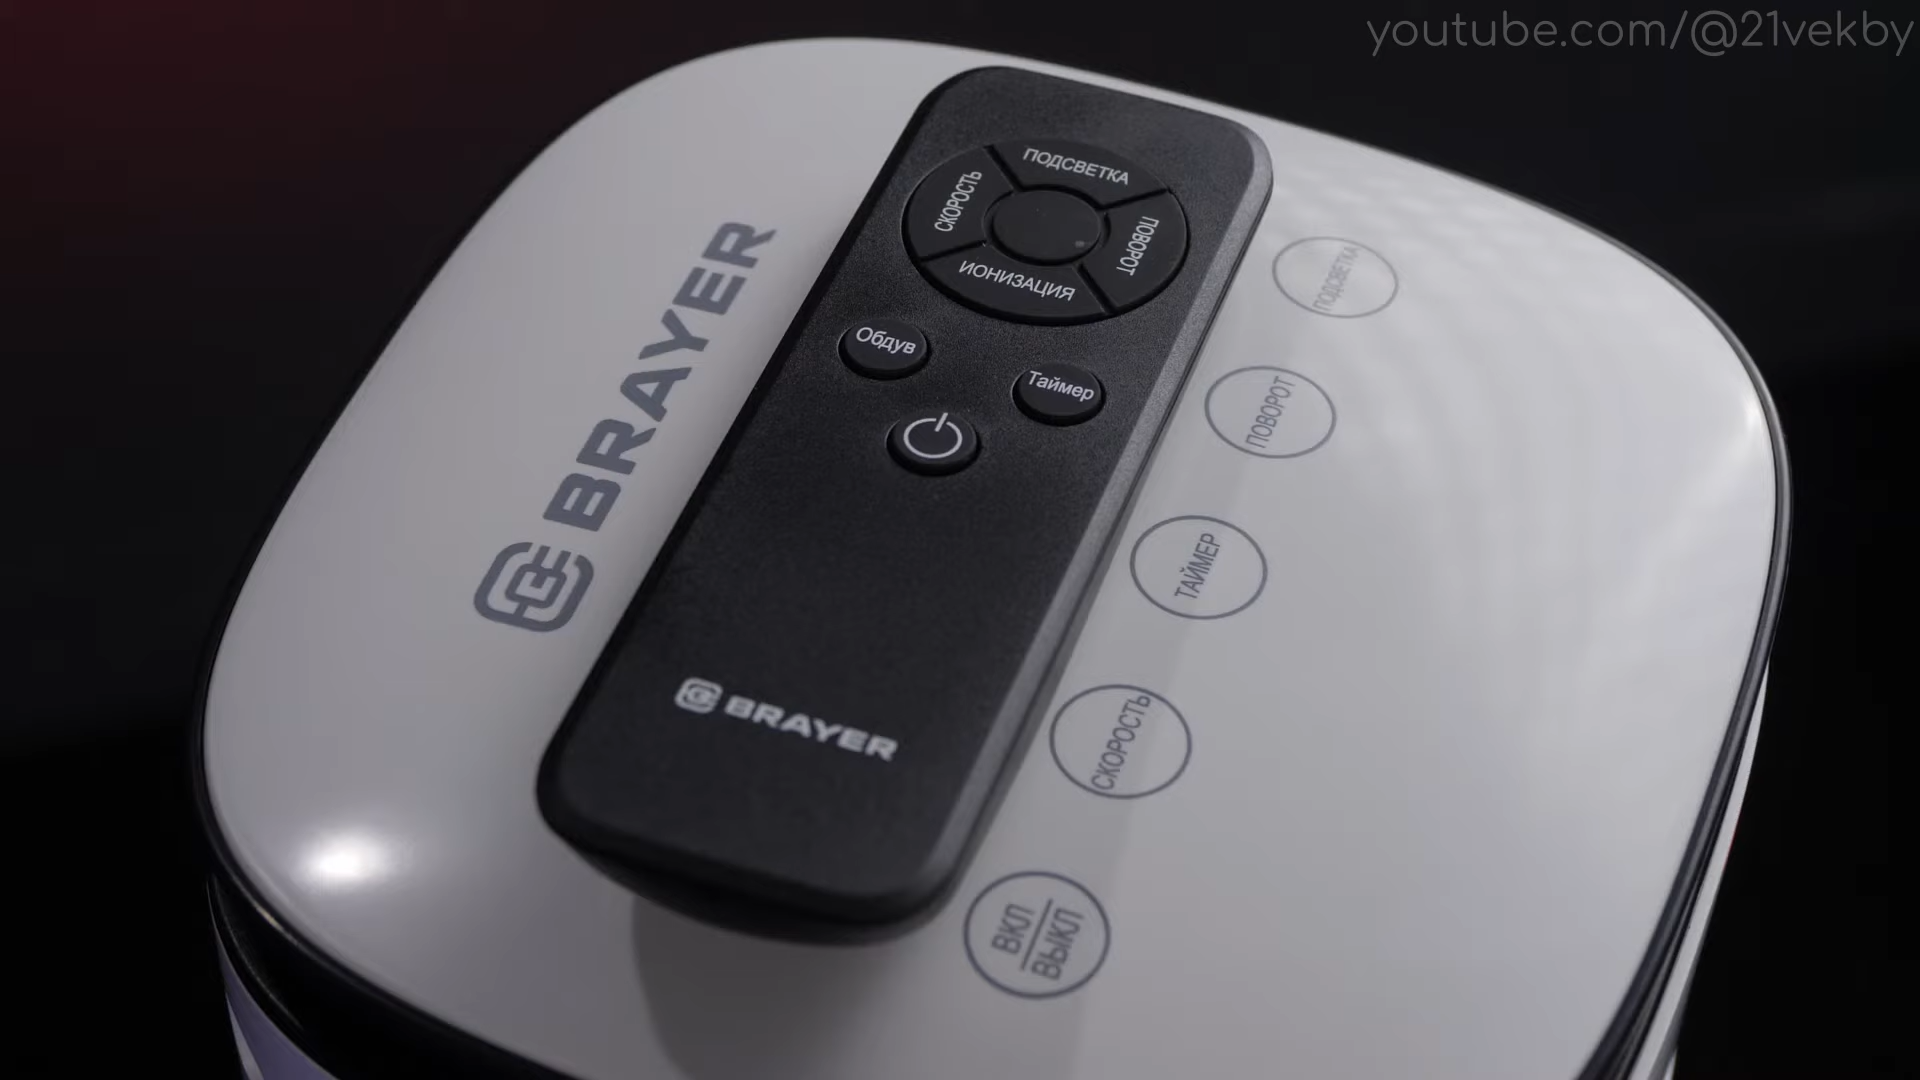 youtube.com/@21vekby
BRAYER
ПОДСВЕТКА
СКОРОСТЬ
ПОВОРОТ
ИОНИЗАЦИЯ
Обдув
Таймер
BRAYER
ПОДСВЕТКА
ПОВОРОТ
ТАЙМЕР
СКОРОСТЬ
ВКЛ
ВЫКЛ